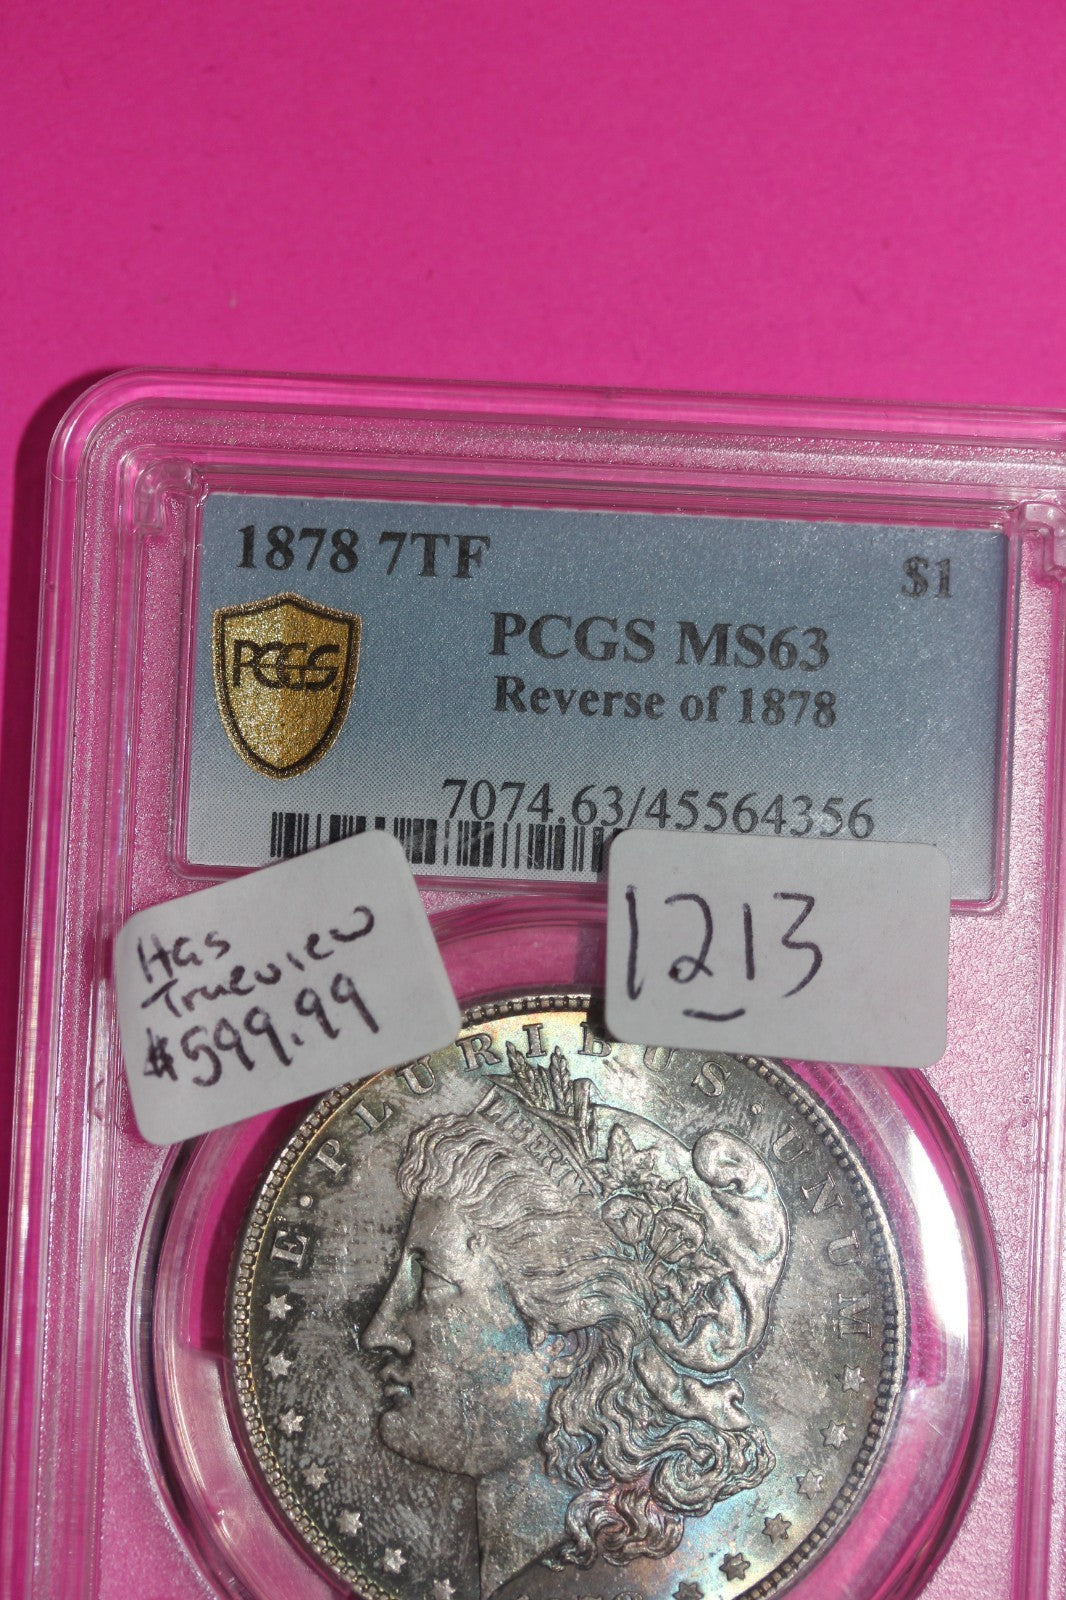 1878 7TF
$1
PCGS
PCGS MS63
Reverse of 1878
7074.63/45564356
Has
Trueview
$599.99
1213
E · PLURIBUS · UNUM
LIBERTY